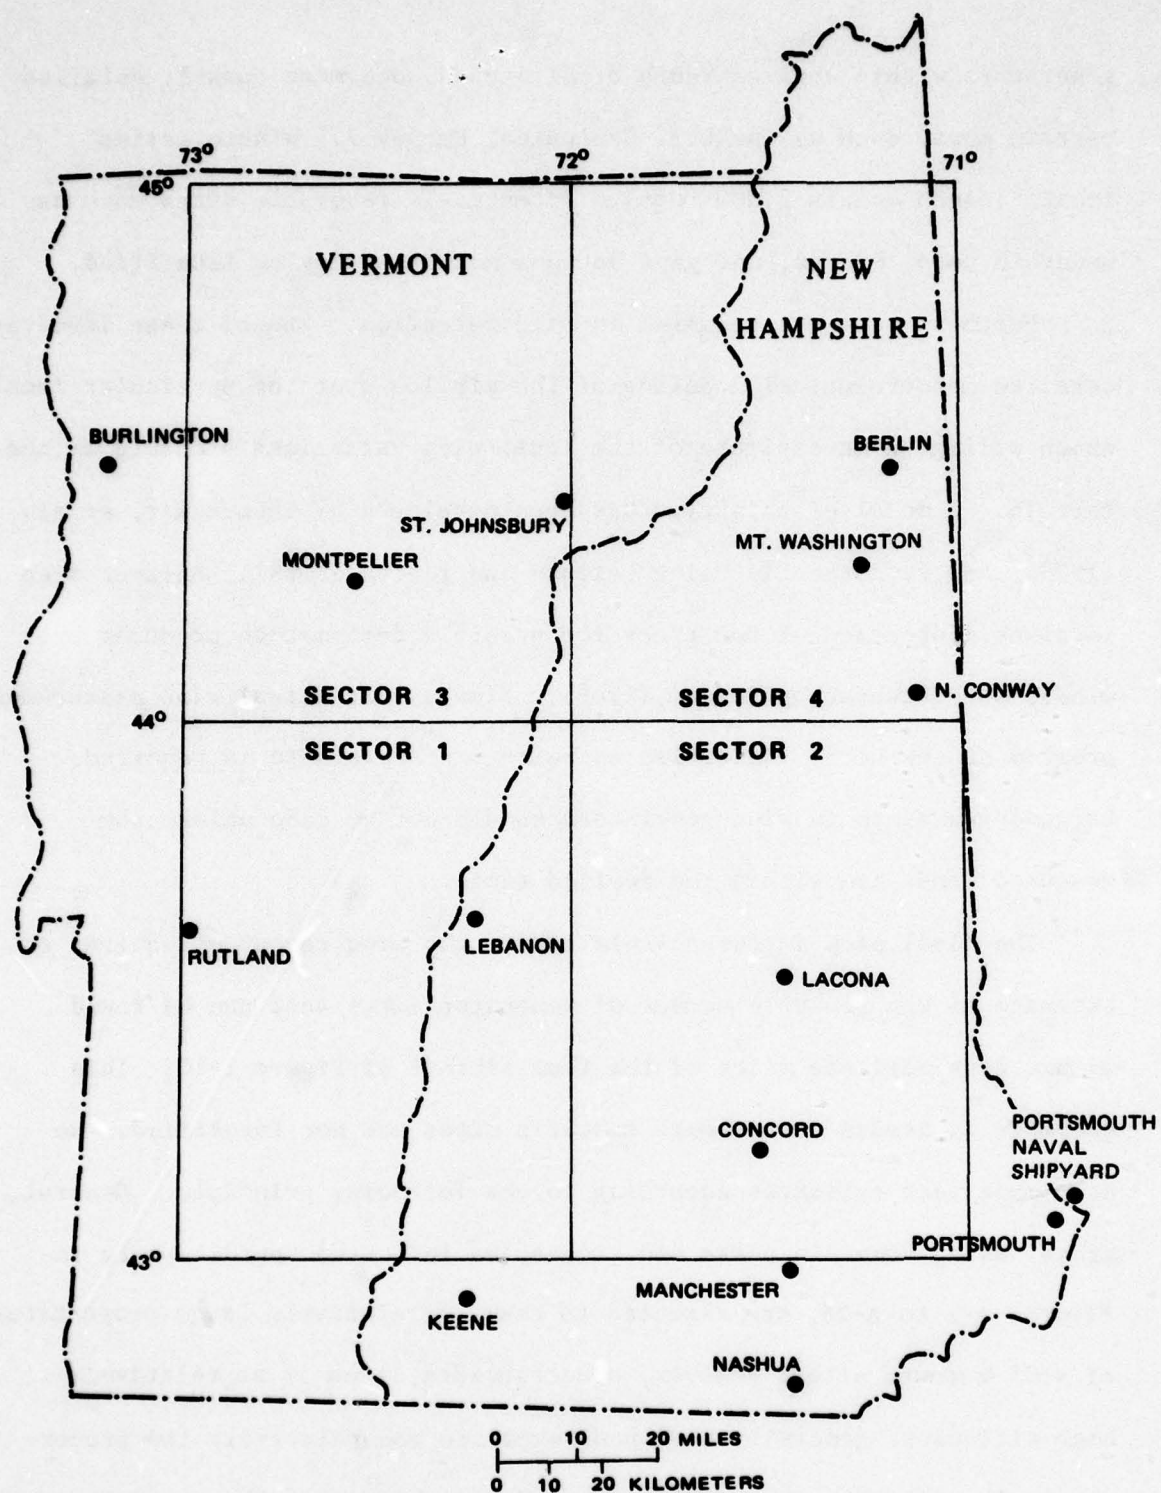 73°
72°
71°
45°
VERMONT
NEW
HAMPSHIRE
BURLINGTON
BERLIN
ST. JOHNSBURY
MT. WASHINGTON
MONTPELIER
SECTOR 3
SECTOR 4
N. CONWAY
44°
SECTOR 1
SECTOR 2
RUTLAND
LEBANON
LACONA
CONCORD
PORTSMOUTH
NAVAL
SHIPYARD
PORTSMOUTH
43°
MANCHESTER
KEENE
NASHUA
0 10 20 MILES
0 10 20 KILOMETERS